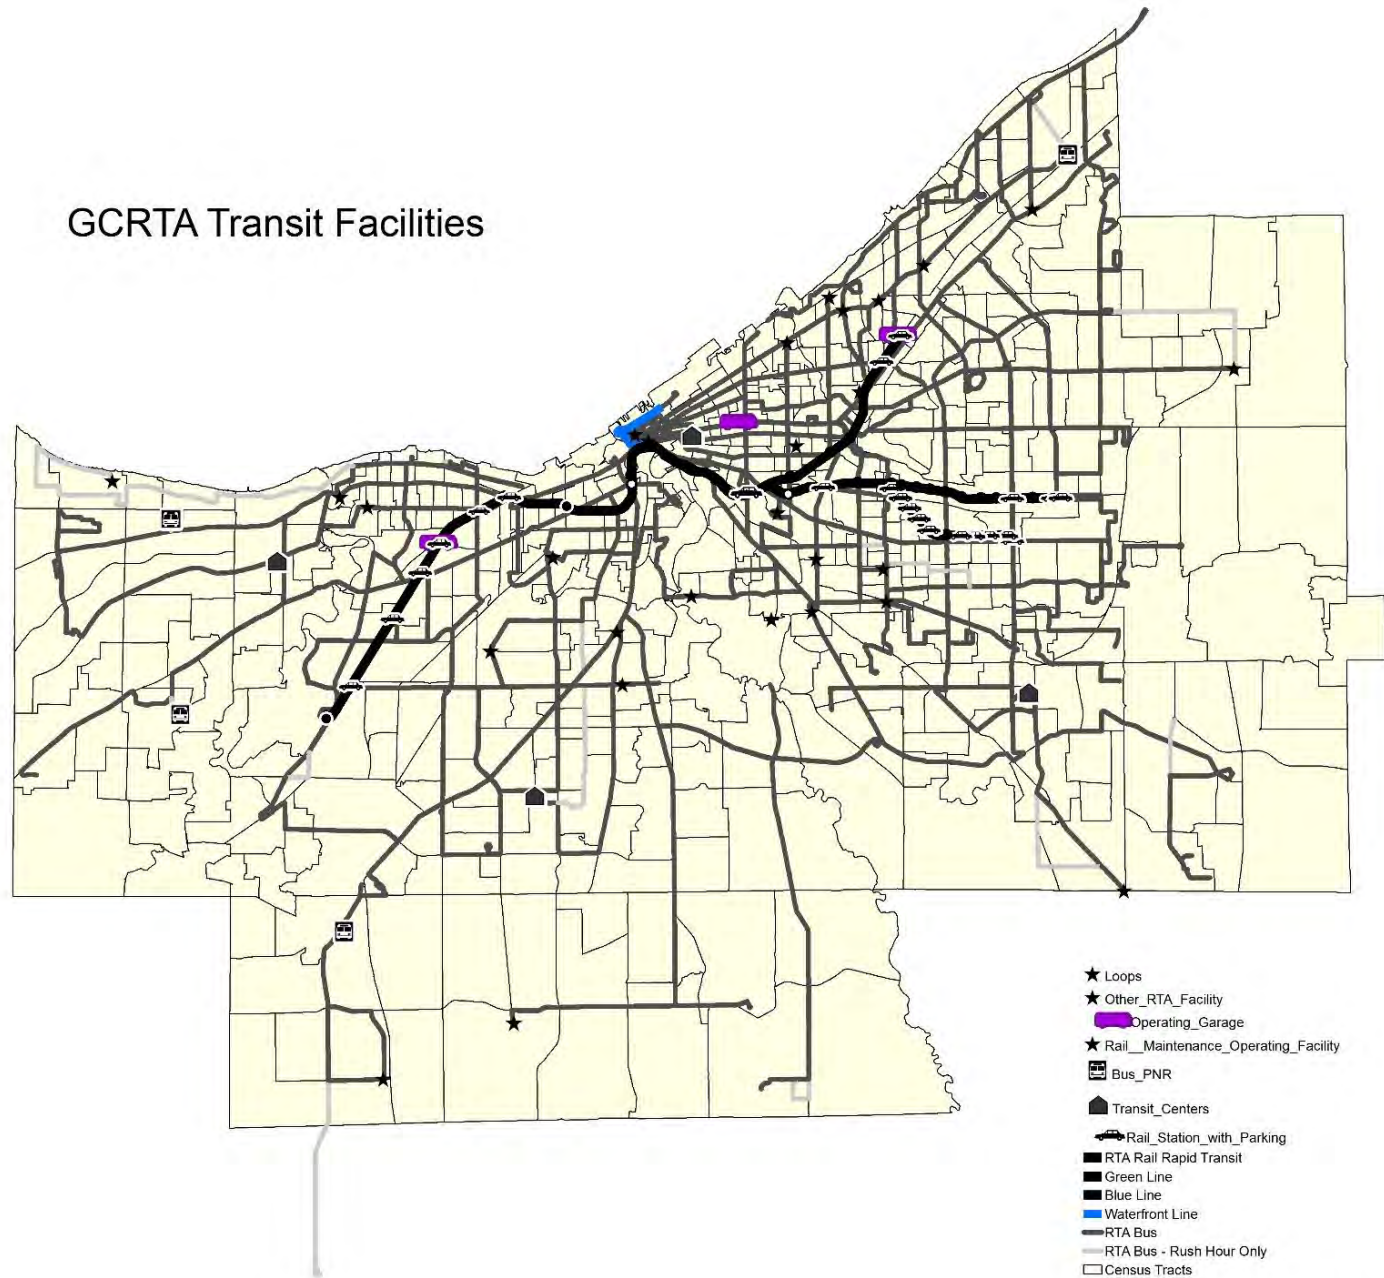 GCRTA Transit Facilities
Loops
Other_RTA_Facility
Operating_Garage
Rail__Maintenance_Operating_Facility
Bus_PNR
Transit_Centers
Rail_Station_with_Parking
RTA Rail Rapid Transit
Green Line
Blue Line
Waterfront Line
RTA Bus
RTA Bus - Rush Hour Only
Census Tracts